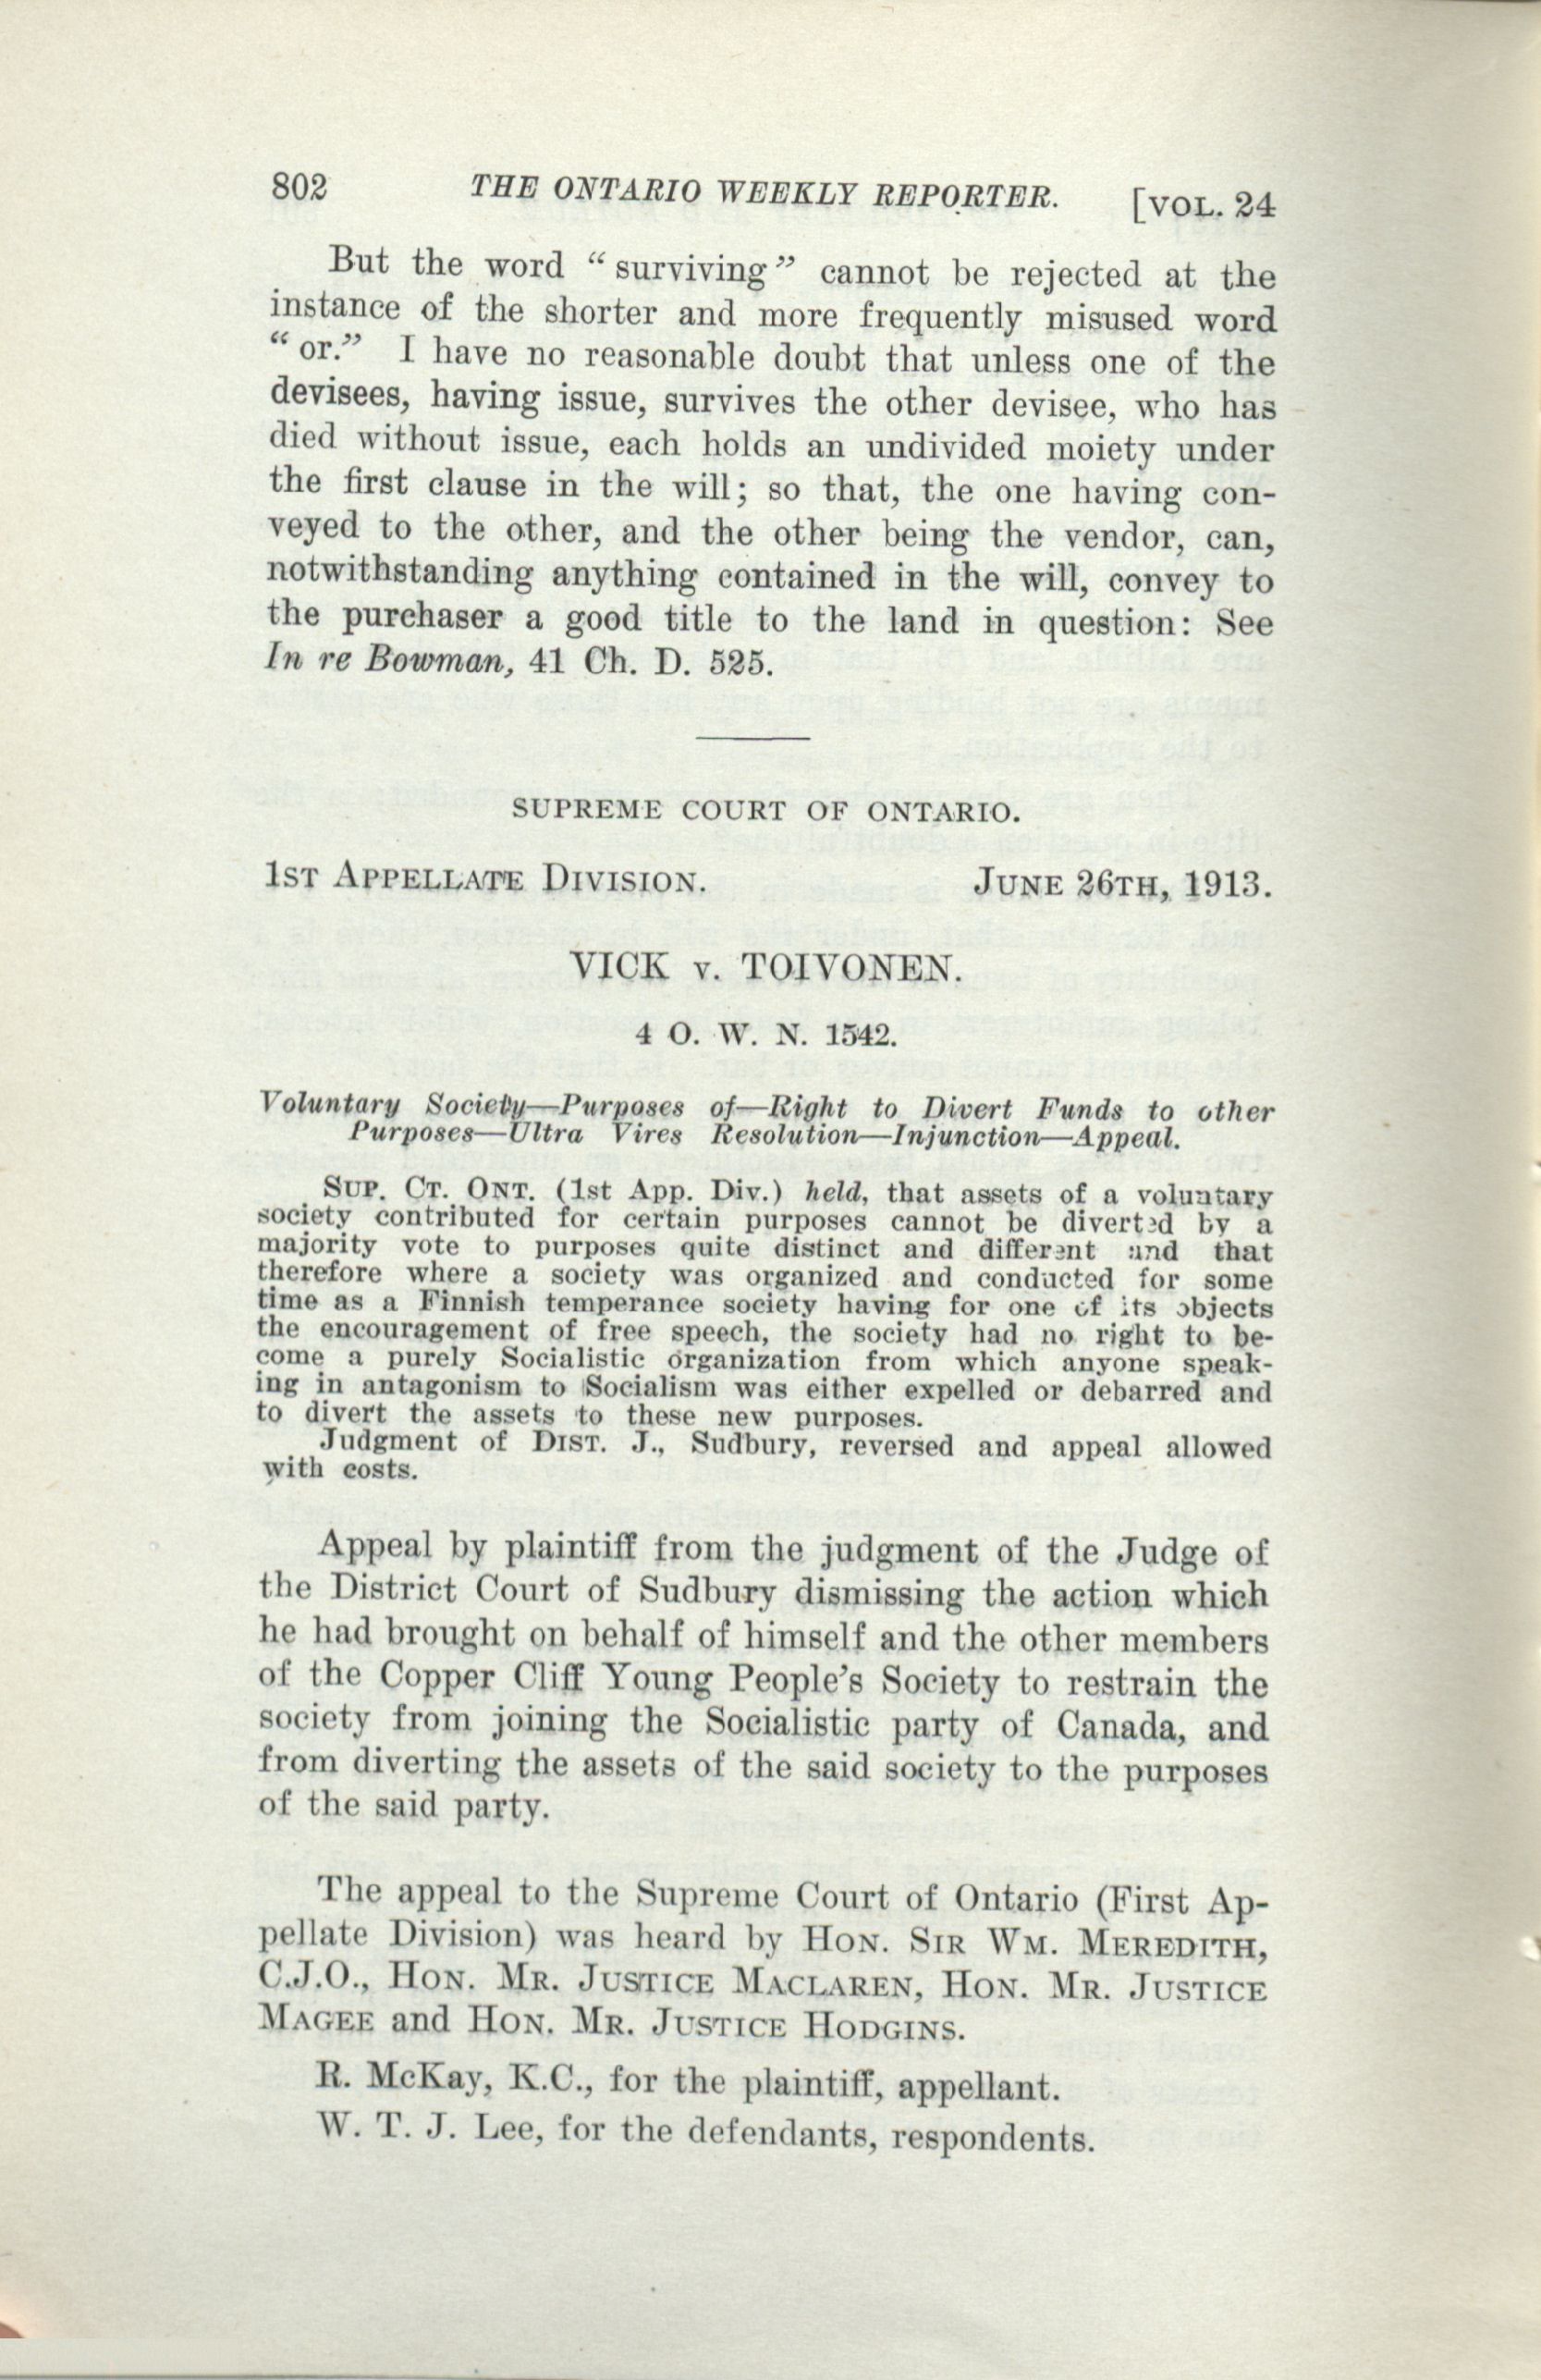 802 THE ONTARIO WEEKLY REPORTER. [VOL. 24
But the word “surviving” cannot be rejected at the
instance of the shorter and more frequently misused word
“or.” I have no reasonable doubt that unless one of the
devisees, having issue, survives the other devisee, who has
died without issue, each holds an undivided moiety under
the first clause in the will; so that, the one having con-
veyed to the other, and the other being the vendor, can,
notwithstanding anything contained in the will, convey to
the purchaser a good title to the land in question: See
In re Bowman, 41 Ch. D. 525.
SUPREME COURT OF ONTARIO.
1ST APPELLATE DIVISION. JUNE 26TH, 1913.
VICK v. TOIVONEN.
4 O. W. N. 1542.
Voluntary Society—Purposes of—Right to Divert Funds to other
Purposes—Ultra Vires Resolution—Injunction—Appeal.
SUP. CT. ONT. (1st App. Div.) held, that assets of a voluntary
society contributed for certain purposes cannot be diverted by a
majority vote to purposes quite distinct and different and that
therefore where a society was organized and conducted for some
time as a Finnish temperance society having for one of its objects
the encouragement of free speech, the society had no right to be-
come a purely Socialistic organization from which anyone speak-
ing in antagonism to Socialism was either expelled or debarred and
to divert the assets to these new purposes.
Judgment of DIST. J., Sudbury, reversed and appeal allowed
with costs.
Appeal by plaintiff from the judgment of the Judge of
the District Court of Sudbury dismissing the action which
he had brought on behalf of himself and the other members
of the Copper Cliff Young People’s Society to restrain the
society from joining the Socialistic party of Canada, and
from diverting the assets of the said society to the purposes
of the said party.
The appeal to the Supreme Court of Ontario (First Ap-
pellate Division) was heard by HON. SIR WM. MEREDITH,
C.J.O., HON. MR. JUSTICE MACLAREN, HON. MR. JUSTICE
MAGEE and HON. MR. JUSTICE HODGINS.
R. McKay, K.C., for the plaintiff, appellant.
W. T. J. Lee, for the defendants, respondents.